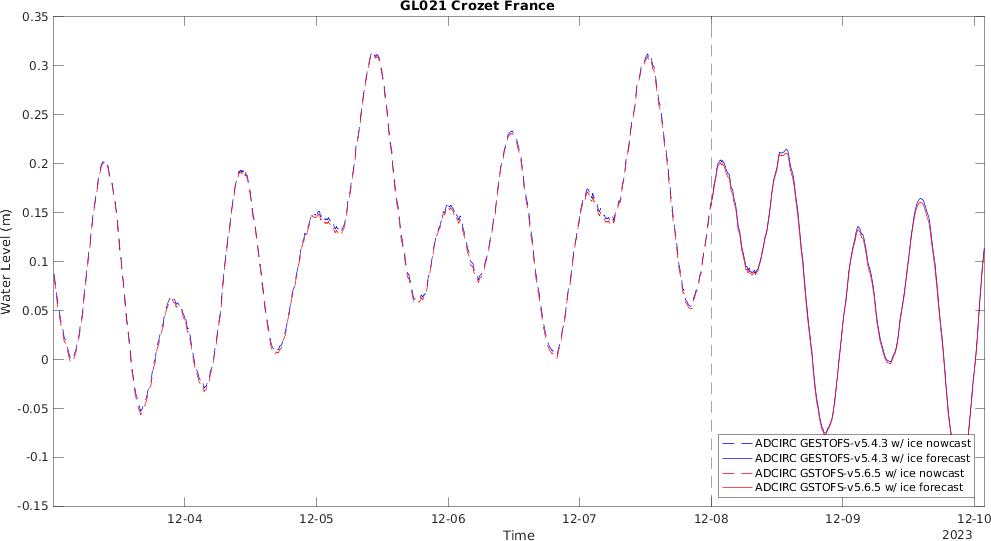 GL021 Crozet France
0.35
0.3
0.25
0.2
0.15
0.1
0.05
0
-0.05
-0.1
-0.15
Water Level (m)
12-04
12-05
12-06
12-07
12-08
12-09
12-10
Time
2023
ADCIRC GESTOFS-v5.4.3 w/ ice nowcast
ADCIRC GESTOFS-v5.4.3 w/ ice forecast
ADCIRC GSTOFS-v5.6.5 w/ ice nowcast
ADCIRC GSTOFS-v5.6.5 w/ ice forecast